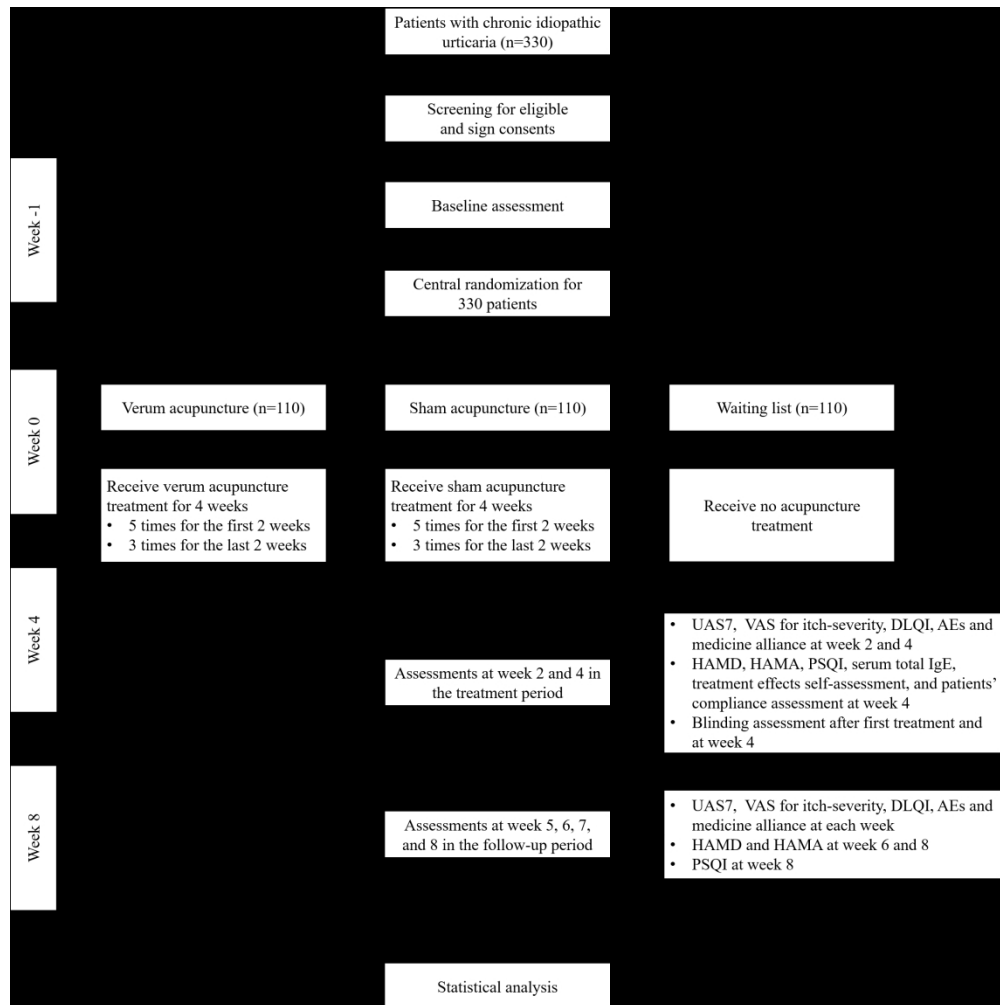 Patients with chronic idiopathic
urticaria (n=330)
Screening for eligible
and sign consents
Week -1
Baseline assessment
Central randomization for
330 patients
Week 0
Verum acupuncture (n=110)
Sham acupuncture (n=110)
Waiting list (n=110)
Receive verum acupuncture
treatment for 4 weeks
• 5 times for the first 2 weeks
• 3 times for the last 2 weeks
Receive sham acupuncture
treatment for 4 weeks
• 5 times for the first 2 weeks
• 3 times for the last 2 weeks
Receive no acupuncture
treatment
Week 4
Assessments at week 2 and 4 in
the treatment period
• UAS7, VAS for itch-severity, DLQI, AEs and
medicine alliance at week 2 and 4
• HAMD, HAMA, PSQI, serum total IgE,
treatment effects self-assessment, and patients’
compliance assessment at week 4
• Blinding assessment after first treatment and
at week 4
Week 8
Assessments at week 5, 6, 7,
and 8 in the follow-up period
• UAS7, VAS for itch-severity, DLQI, AEs and
medicine alliance at each week
• HAMD and HAMA at week 6 and 8
• PSQI at week 8
Statistical analysis